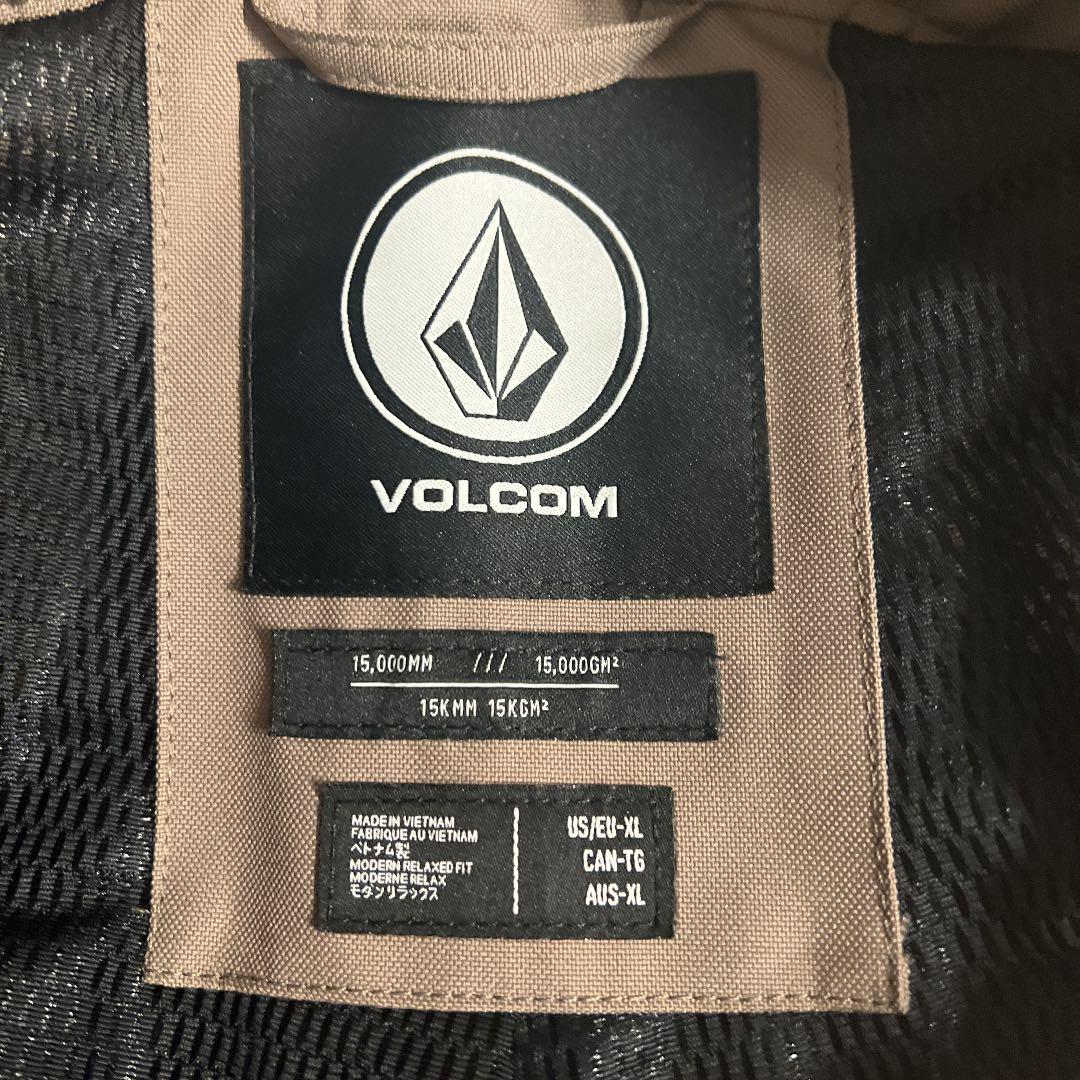 VOLCOM
15,000MM /// 15,000GM²
15KMM 15KGM²
MADE IN VIETNAM
FABRIQUE AU VIETNAM
ベトナム製
MODERN RELAXED FIT
MODERNE RELAX
モダンリラックス
US/EU-XL
CAN-TG
AUS-XL